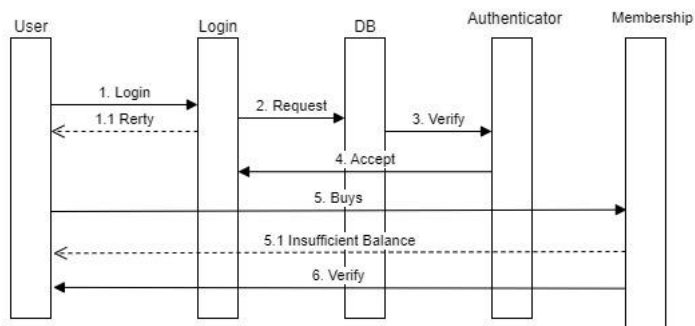 User
Login
DB
Authenticator
Membership
1. Login
2. Request
1.1 Rerty
3. Verify
4. Accept
5. Buys
5.1 Insufficient Balance
6. Verify